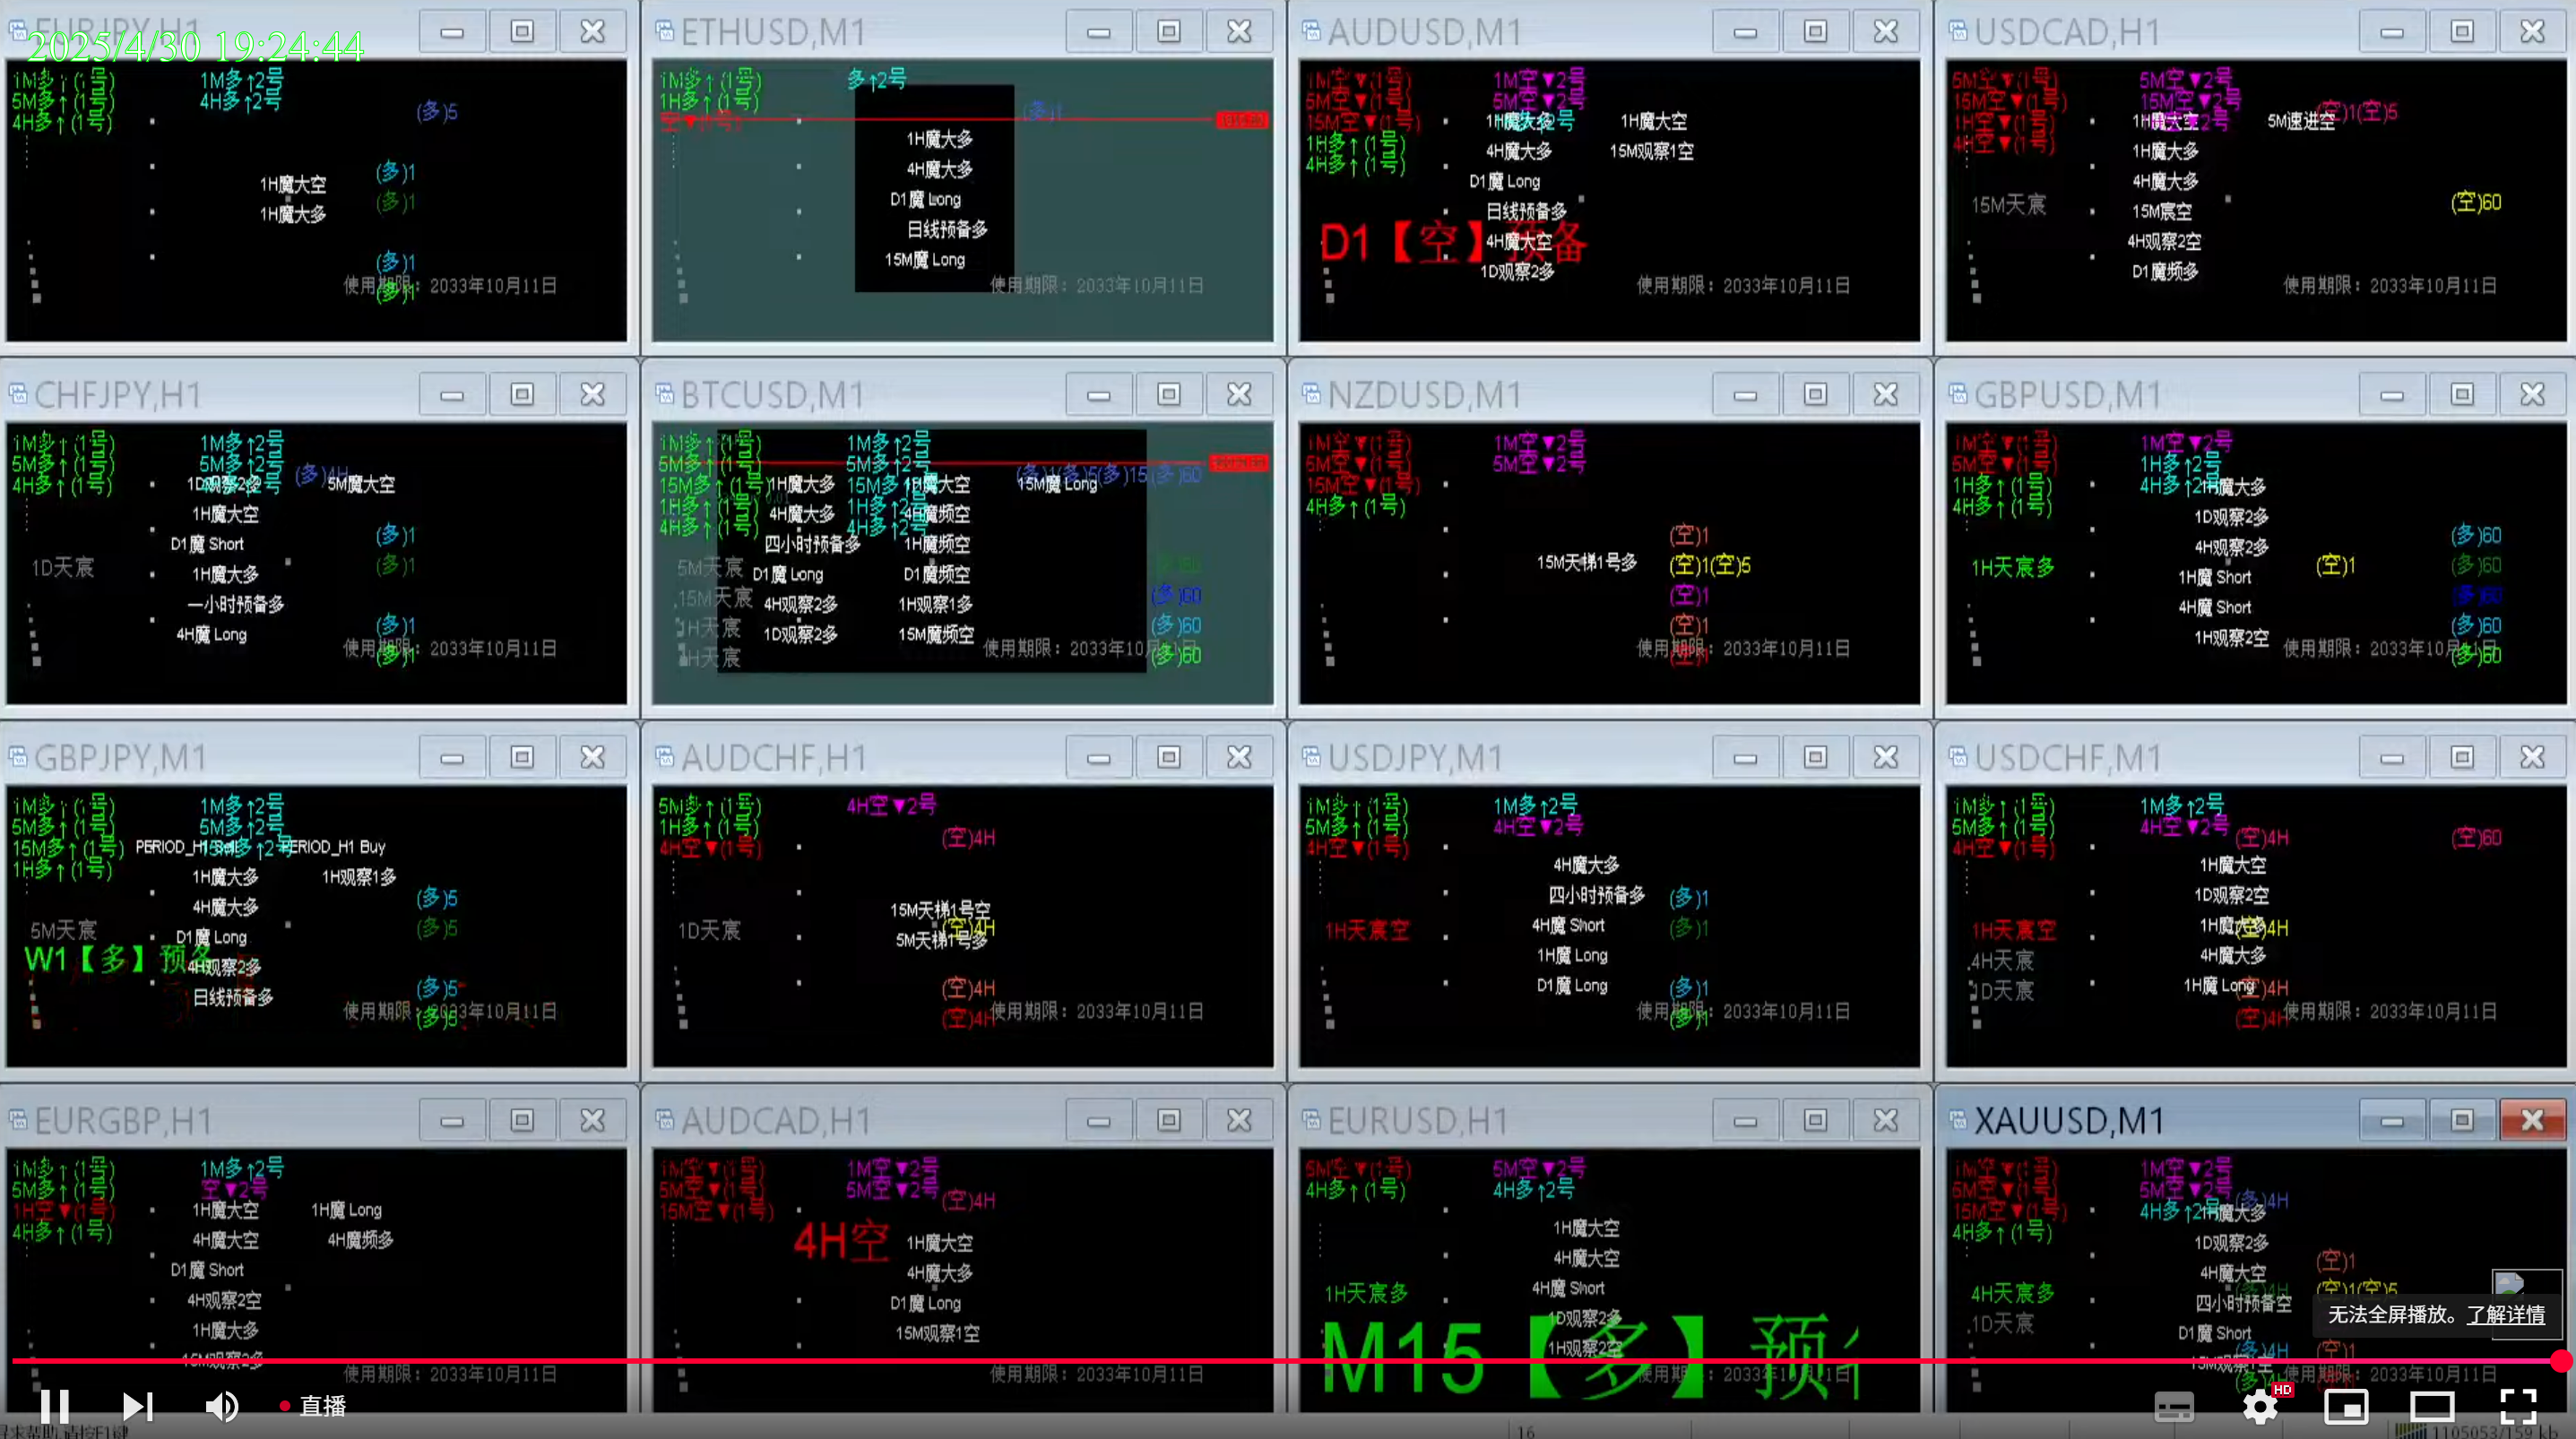 EURJPY,H1
2025/4/30 19:24:44
1M多↑(1号)
5M多↑(1号)
4H多↑(1号)
1M多↑2号
4H多↑2号
(多)5
(多)1
(多)1
1H魔大空
1H魔大多
(多)1
(多)1
使用期限：2033年10月11日
ETHUSD,M1
1M多↑(1号)
1H多↑(1号)
空▼(1号)
多↑2号
(多)1
1H魔大多
4H魔大多
D1魔 Long
日线预备多
15M魔 Long
使用期限：2033年10月11日
AUDUSD,M1
1M空▼(1号)
5M空▼(1号)
15M空▼(1号)
1H多↑(1号)
4H多↑(1号)
1M空▼2号
5M空▼2号
1H魔大多
1H魔大空
4H魔大多
15M观察1空
D1魔 Long
日线预备多
D1【空】预备
4H魔大空
1D观察2多
使用期限：2033年10月11日
USDCAD,H1
5M空▼(1号)
15M空▼(1号)
1H空▼(1号)
4H空▼(1号)
5M空▼2号
15M空▼2号
(空)1(空)5
1H魔大空
5M速进空
1H魔大多
4H魔大多
15M天宸
(空)60
15M宸空
4H观察2空
D1魔频多
使用期限：2033年10月11日
CHFJPY,H1
1M多↑(1号)
5M多↑(1号)
4H多↑(1号)
1M多↑2号
5M多↑2号
(多)4H
1D观察2多
5M魔大空
1H魔大空
(多)1
D1魔 Short
(多)1
1D天宸
1H魔大多
一小时预备多
(多)1
4H魔 Long
(多)1
使用期限：2033年10月11日
BTCUSD,M1
1M多↑(1号)
5M多↑(1号)
15M多↑(1号)
1H多↑(1号)
4H多↑(1号)
1M多↑2号
5M多↑2号
15M多↑2号
1H多↑2号
4H多↑2号
(多)1(多)5(多)15(多)60
1H魔大多
1H魔大空
15M魔 Long
4H魔大多
4H魔频空
四小时预备多
1H魔频空
5M天宸
D1魔 Long
D1魔频空
15M天宸
4H观察2多
1H观察1多
(多)60
1H天宸
(多)60
1D观察2多
15M魔频空
4H天宸
(多)60
使用期限：2033年10月11日
NZDUSD,M1
1M空▼(1号)
5M空▼(1号)
15M空▼(1号)
4H多↑(1号)
1M空▼2号
5M空▼2号
(空)1
15M天梯1号多
(空)1(空)5
(空)1
(空)1
(空)1
使用期限：2033年10月11日
GBPUSD,M1
1M空▼(1号)
5M空▼(1号)
1H多↑(1号)
4H多↑(1号)
1M空▼2号
1H多↑2号
4H多↑2号
1H魔大多
1D观察2多
(多)60
4H观察2多
1H天宸多
(空)1
(多)60
1H魔 Short
(多)60
4H魔 Short
(多)60
1H观察2空
(多)60
使用期限：2033年10月11日
GBPJPY,M1
1M多↑(1号)
5M多↑(1号)
15M多↑(1号)
1H多↑(1号)
1M多↑2号
5M多↑2号
15M多↑2号
PERIOD_H1 Buy
1H魔大多
1H观察1多
(多)5
4H魔大多
5M天宸
(多)5
D1魔 Long
W1【多】预备
4H观察2多
(多)5
日线预备多
(多)5
使用期限：2033年10月11日
AUDCHF,H1
5M多↑(1号)
1H多↑(1号)
4H空▼(1号)
4H空▼2号
(空)4H
15M天梯1号空
1D天宸
(空)4H
5M天梯1号多
(空)4H
(空)4H
使用期限：2033年10月11日
USDJPY,M1
1M多↑(1号)
5M多↑(1号)
4H空▼(1号)
1M多↑2号
4H空▼2号
4H魔大多
四小时预备多
(多)1
1H天宸空
4H魔 Short
(多)1
1H魔 Long
D1魔 Long
(多)1
(多)1
使用期限：2033年10月11日
USDCHF,M1
1M多↑(1号)
5M多↑(1号)
4H空▼(1号)
1M多↑2号
4H空▼2号
(空)4H
(空)60
1H魔大空
1D观察2空
1H天宸空
1H魔大多
(空)4H
4H天宸
4H魔大多
1D天宸
1H魔 Long
(空)4H
(空)4H
使用期限：2033年10月11日
EURGBP,H1
1M多↑(1号)
5M多↑(1号)
1H空▼(1号)
4H多↑(1号)
1M多↑2号
空▼2号
1H魔大空
1H魔 Long
4H魔大空
4H魔频多
D1魔 Short
4H观察2空
1H魔大多
15M观察2多
使用期限：2033年10月11日
AUDCAD,H1
1M空▼(1号)
5M空▼(1号)
15M空▼(1号)
1M空▼2号
5M空▼2号
(空)4H
4H空
1H魔大空
4H魔大多
D1魔 Long
15M观察1空
使用期限：2033年10月11日
EURUSD,H1
5M空▼(1号)
4H多↑(1号)
5M空▼2号
4H多↑2号
1H魔大空
4H魔大空
1H天宸多
4H魔 Short
1D观察2多
M15【多】预
1H观察2空
使用期限：2033年10月11日
XAUUSD,M1
1M空▼(1号)
5M空▼(1号)
15M空▼(1号)
4H多↑(1号)
1M空▼2号
5M空▼2号
4H多↑2号
(多)4H
1H魔大多
1D观察2多
4H魔大空
(空)1
4H天宸多
(多)4H
(空)1(空)5
四小时预备空
1D天宸
D1魔 Short
(多)4H
(空)1
使用期限：2033年10月11日
无法全屏播放。了解详情
直播
HD
16
1105053/159 kb